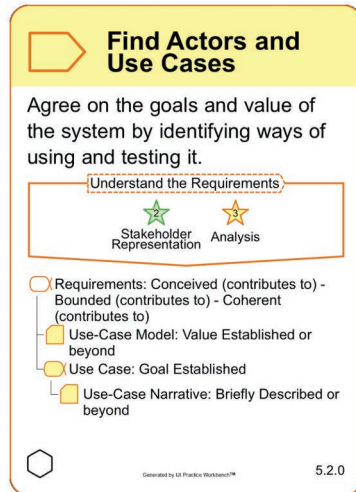 Find Actors and
Use Cases
Agree on the goals and value of
the system by identifying ways of
using and testing it.
Understand the Requirements
2
3
Stakeholder
Representation
Analysis
Requirements: Conceived (contributes to) -
Bounded (contributes to) - Coherent
(contributes to)
Use-Case Model: Value Established or
beyond
Use Case: Goal Established
Use-Case Narrative: Briefly Described or
beyond
Generated by UI Practice Workbench™
5.2.0